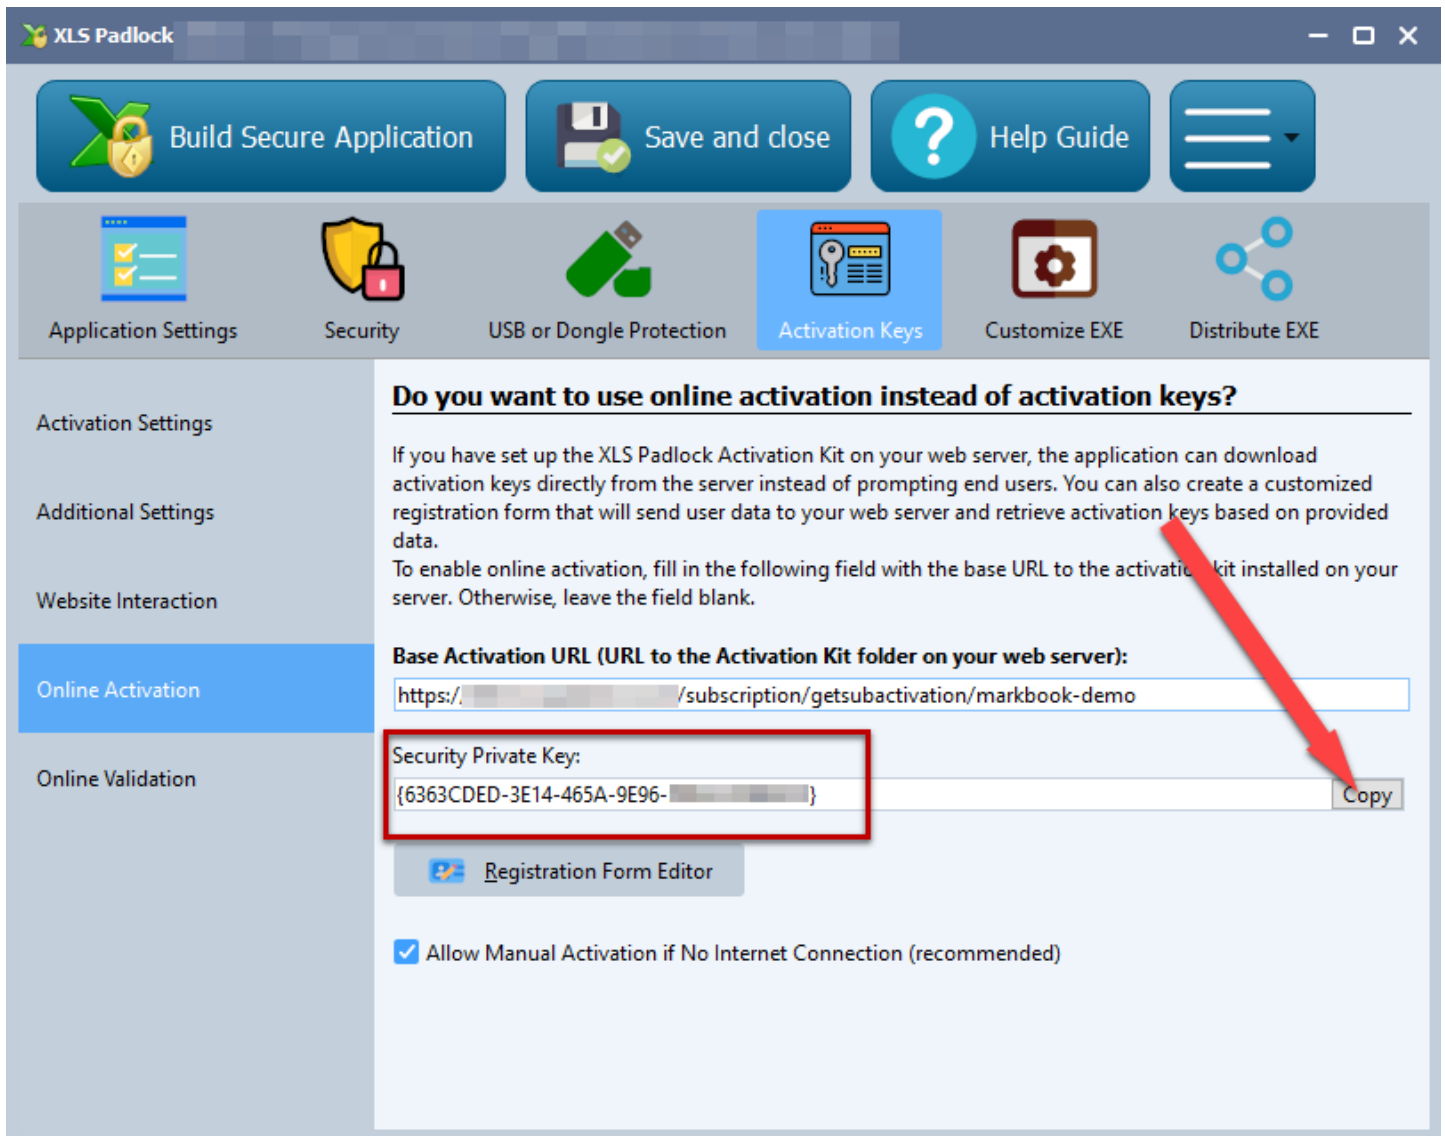 XLS Padlock
Build Secure Application
Save and close
Help Guide
Application Settings
Security
USB or Dongle Protection
Activation Keys
Customize EXE
Distribute EXE
Activation Settings
Additional Settings
Website Interaction
Online Activation
Online Validation
Do you want to use online activation instead of activation keys?
If you have set up the XLS Padlock Activation Kit on your web server, the application can download
activation keys directly from the server instead of prompting end users. You can also create a customized
registration form that will send user data to your web server and retrieve activation keys based on provided
data.
To enable online activation, fill in the following field with the base URL to the activation kit installed on your
server. Otherwise, leave the field blank.
Base Activation URL (URL to the Activation Kit folder on your web server):
https:/ /subscription/getsubactivation/markbook-demo
Security Private Key:
{6363CDED-3E14-465A-9E96- }
Copy
Registration Form Editor
Allow Manual Activation if No Internet Connection (recommended)